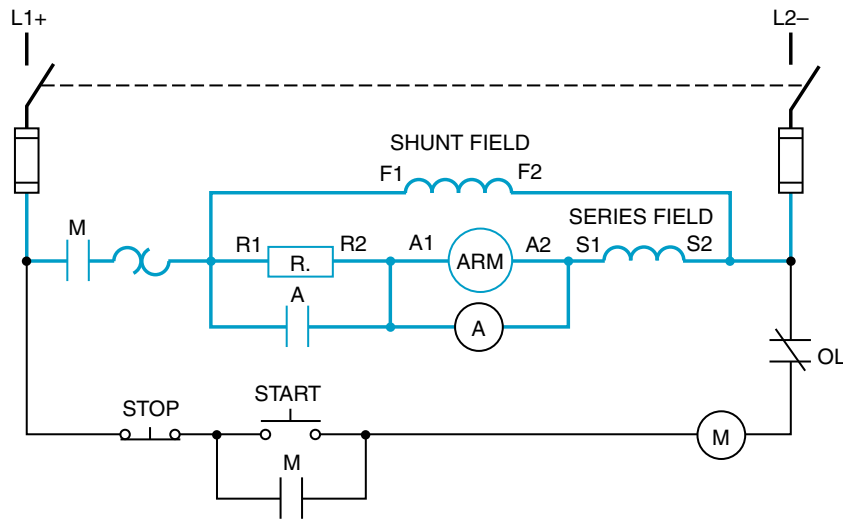 L1+ L2–
SHUNT FIELD
F1 F2
SERIES FIELD
M
R1 R2 A1 A2 S1 S2
R. ARM
A
A
OL
START
STOP
M
M